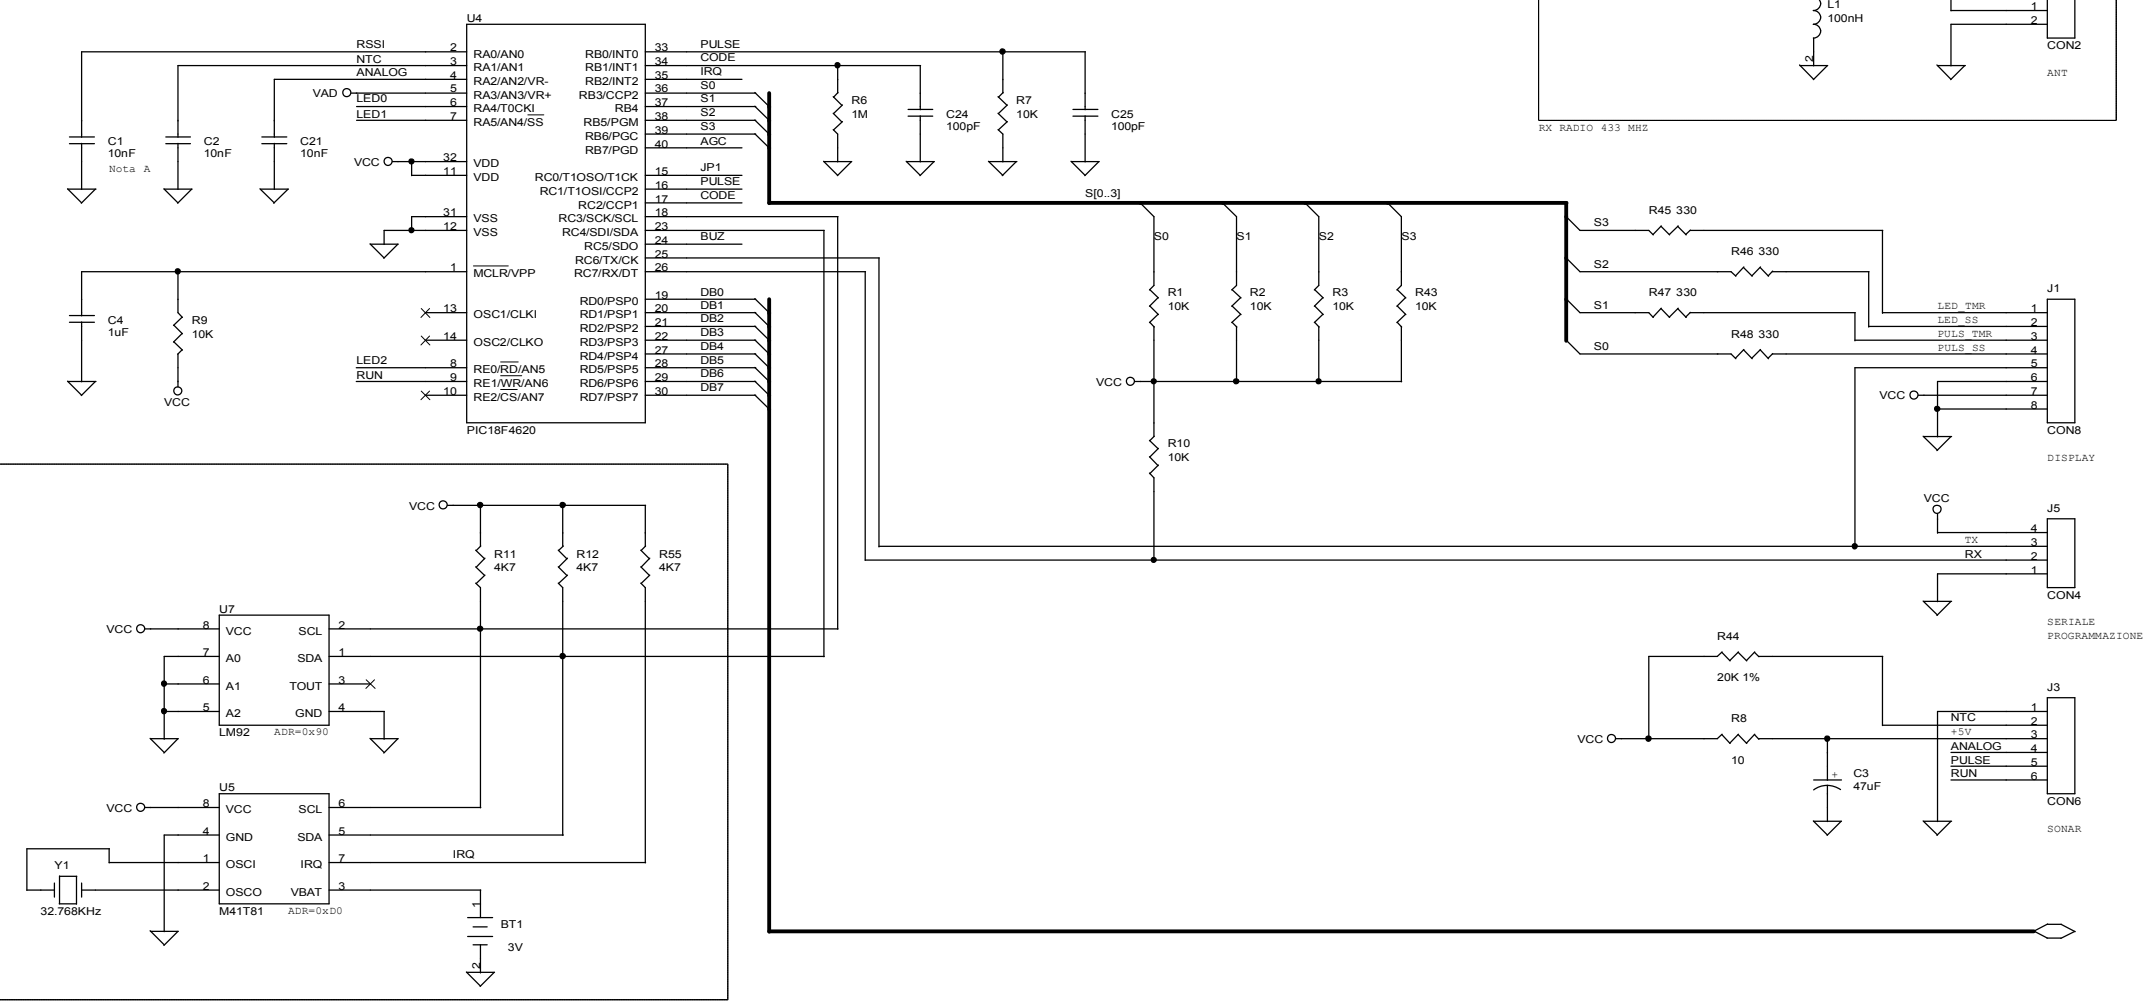 U4
RSSI
NTC
ANALOG
VAD
LED0
LED1
2
3
4
5
6
7
RA0/AN0
RA1/AN1
RA2/AN2/VR-
RA3/AN3/VR+
RA4/T0CKI
RA5/AN4/SS
RB0/INT0
RB1/INT1
RB2/INT2
RB3/CCP2
RB4
RB5/PGM
RB6/PGC
RB7/PGD
33
34
35
36
37
38
39
40
PULSE
CODE
IRQ
S0
S1
S2
S3
AGC
VCC
32
11
VDD
VDD
31
12
VSS
VSS
1
MCLR/VPP
13
OSC1/CLKI
14
OSC2/CLKO
LED2
RUN
8
9
10
RE0/RD/AN5
RE1/WR/AN6
RE2/CS/AN7
RC0/T1OSO/T1CK
RC1/T1OSI/CCP2
RC2/CCP1
RC3/SCK/SCL
RC4/SDI/SDA
RC5/SDO
RC6/TX/CK
RC7/RX/DT
15
16
17
18
23
24
25
26
JP1
PULSE
CODE
BUZ
RD0/PSP0
RD1/PSP1
RD2/PSP2
RD3/PSP3
RD4/PSP4
RD5/PSP5
RD6/PSP6
RD7/PSP7
19
20
21
22
27
28
29
30
DB0
DB1
DB2
DB3
DB4
DB5
DB6
DB7
PIC18F4620
C1
10nF
Nota A
C2
10nF
C21
10nF
C4
1uF
R9
10K
VCC
R6
1M
C24
100pF
R7
10K
C25
100pF
L1
100nH
2
1
2
CON2
ANT
RX RADIO 433 MHZ
S[0..3]
S0
S1
S2
S3
R1
10K
R2
10K
R3
10K
R43
10K
VCC
R10
10K
S3
S2
S1
S0
R45 330
R46 330
R47 330
R48 330
LED_TMR
LED_SS
PULS_TMR
PULS_SS
VCC
J1
1
2
3
4
5
6
7
8
CON8
DISPLAY
VCC
J5
TX
RX
4
3
2
1
CON4
SERIALE
PROGRAMMAZIONE
R44
20K 1%
R8
10
VCC
C3
47uF
+
J3
NTC
+5V
ANALOG
PULSE
RUN
1
2
3
4
5
6
CON6
SONAR
VCC
R11
4K7
R12
4K7
R55
4K7
U7
VCC
8
7
6
5
VCC
A0
A1
A2
SCL
SDA
TOUT
GND
2
1
3
4
LM92
ADR=0x90
U5
VCC
8
4
1
2
VCC
GND
OSCI
OSCO
SCL
SDA
IRQ
VBAT
6
5
7
3
IRQ
M41T81
ADR=0xD0
Y1
32.768KHz
1
BT1
3V
2